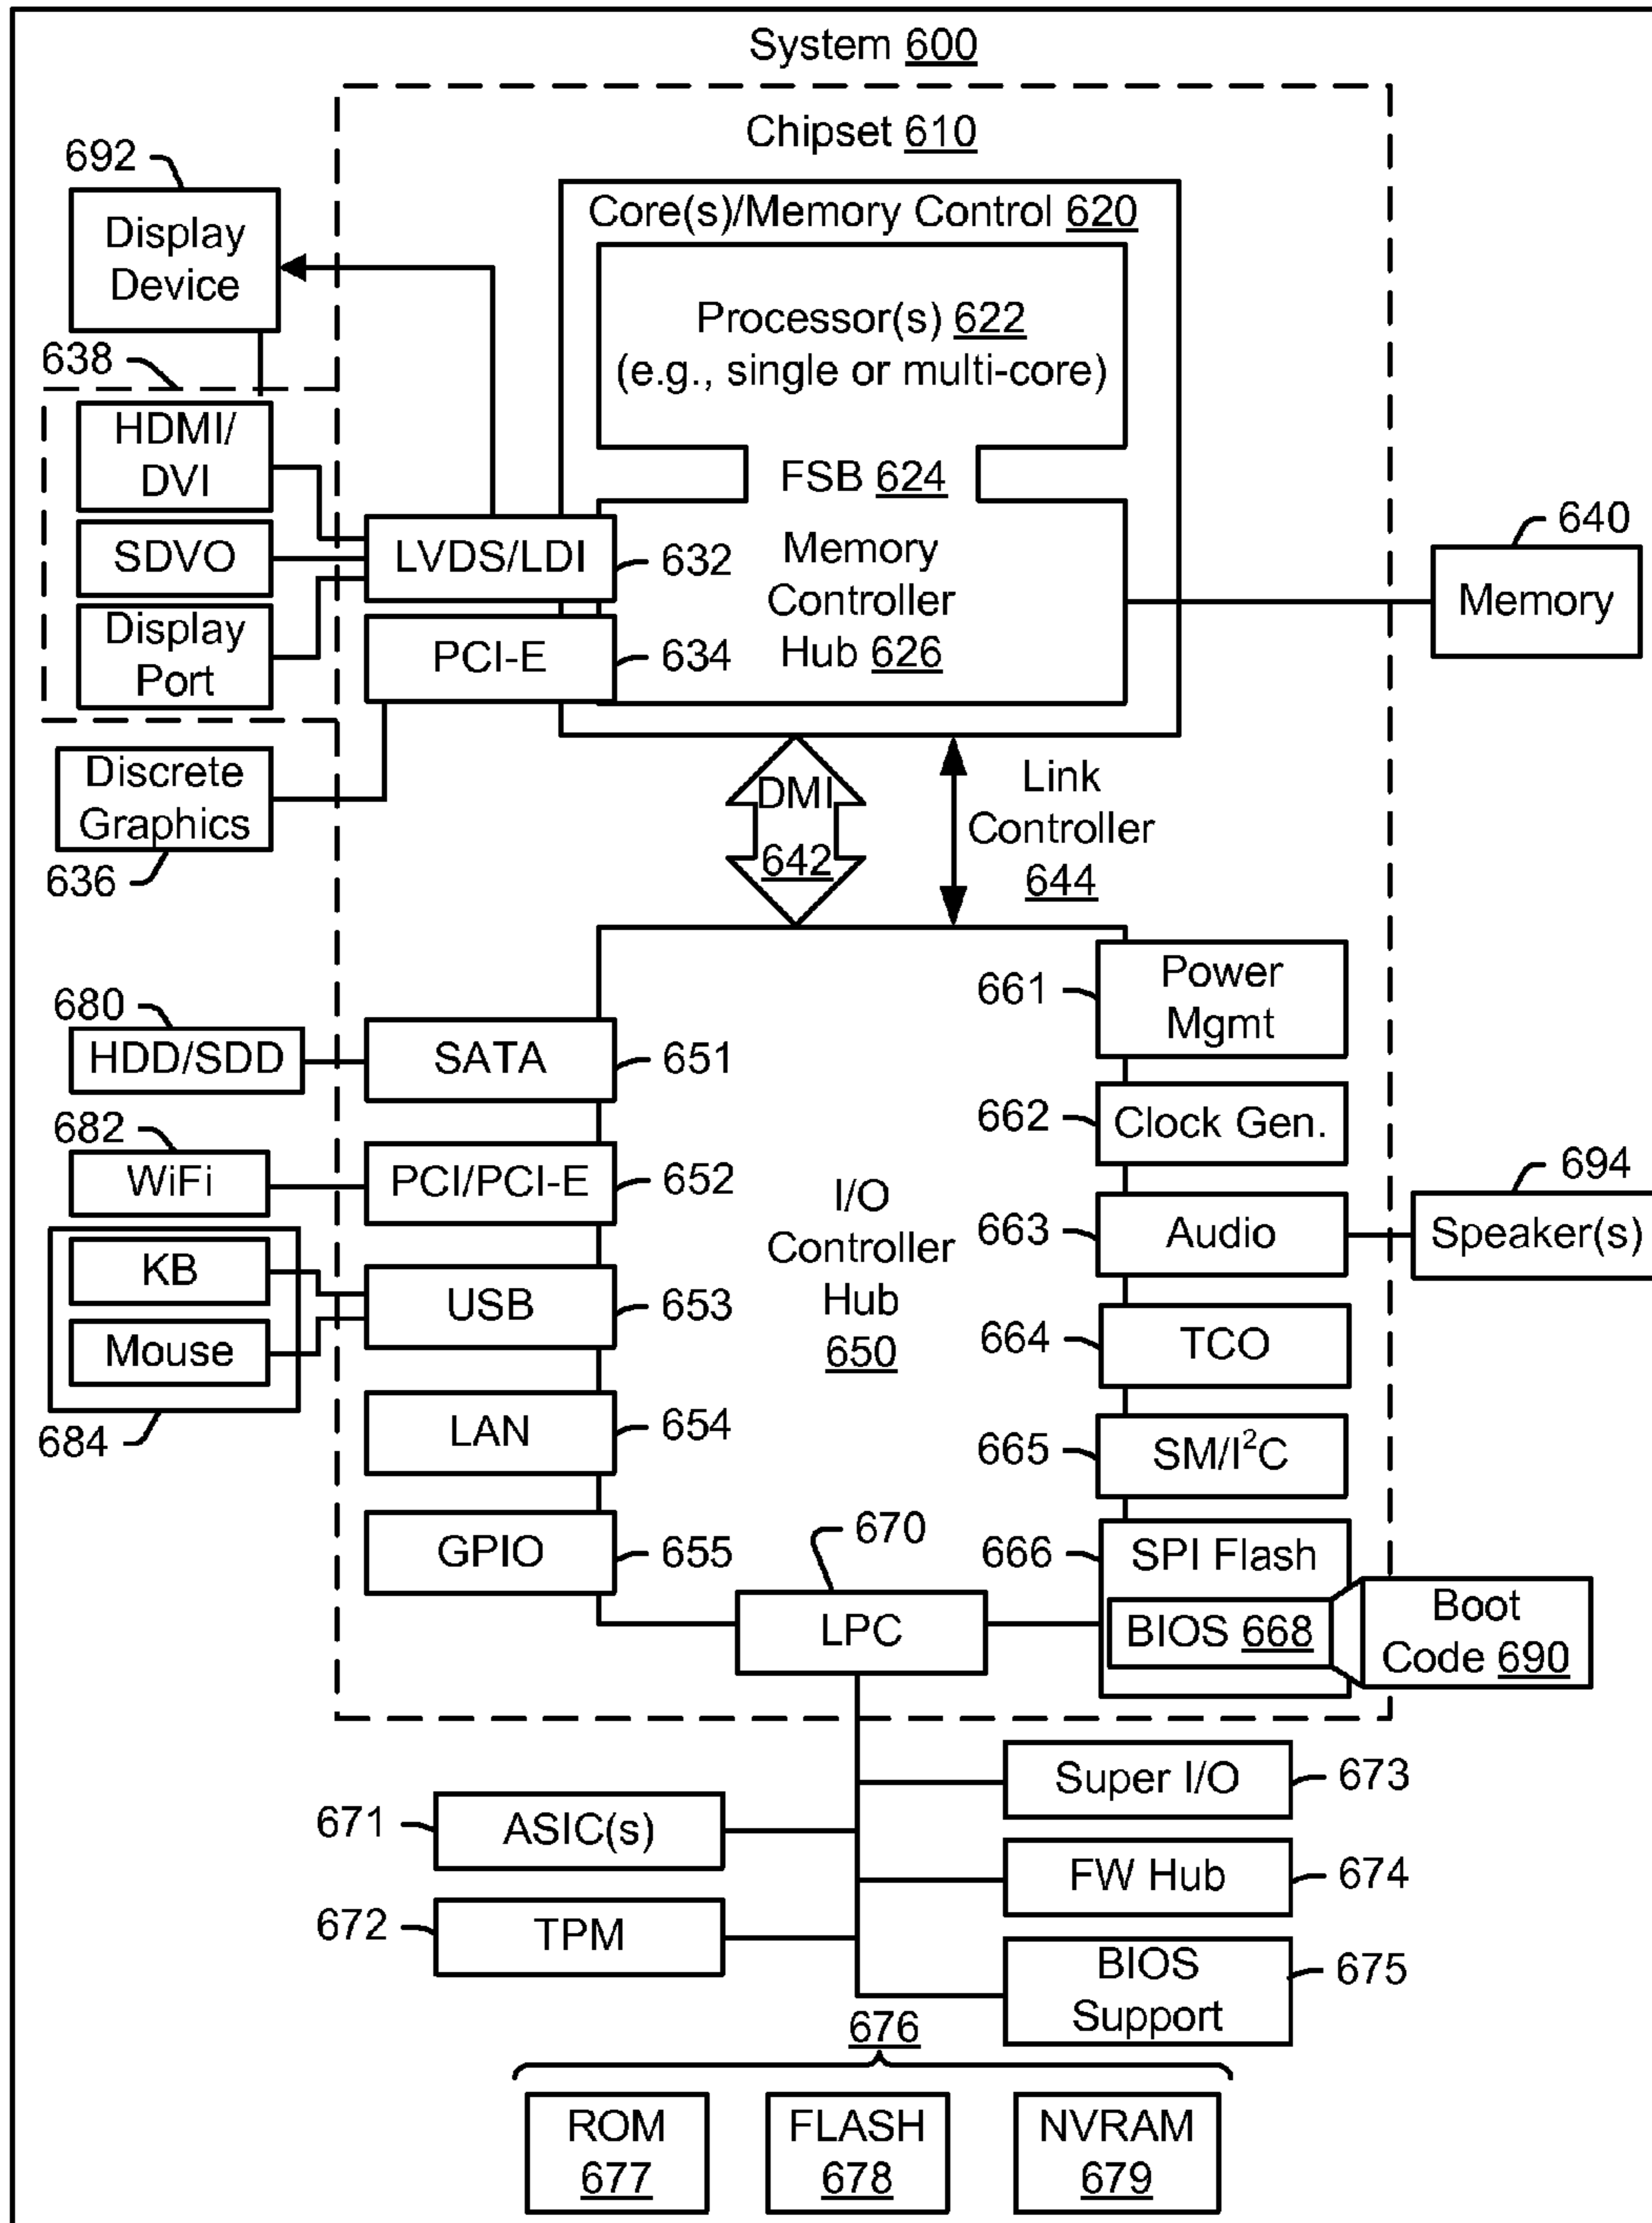 System 600
Chipset 610
692
Display
Device
Core(s)/Memory Control 620
Processor(s) 622
(e.g., single or multi-core)
638
HDMI/
DVI
SDVO
Display
Port
FSB 624
LVDS/LDI
632
PCI-E
634
Memory
Controller
Hub 626
640
Memory
Discrete
Graphics
636
DMI
642
Link
Controller
644
680
HDD/SDD
SATA
651
682
WiFi
PCI/PCI-E
652
KB
Mouse
684
USB
653
LAN
654
GPIO
655
I/O
Controller
Hub
650
661
Power
Mgmt
662
Clock Gen.
663
Audio
694
Speaker(s)
664
TCO
665
SM/I²C
666
SPI Flash
BIOS 668
Boot
Code 690
670
LPC
671
ASIC(s)
672
TPM
Super I/O
673
FW Hub
674
BIOS
Support
675
676
ROM
677
FLASH
678
NVRAM
679